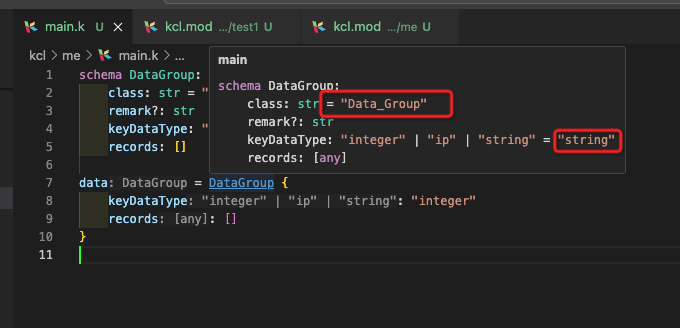 main.k U × kcl.mod .../test1 U kcl.mod .../me U
kcl > me > main.k > ...
1 schema DataGroup:
2 class: str = "
3 remark?: str
4 keyDataType: "
5 records: []
6
7 data: DataGroup = DataGroup {
8 keyDataType: "integer" | "ip" | "string": "integer"
9 records: [any]: []
10 }
11
main
schema DataGroup:
class: str = "Data_Group"
remark?: str
keyDataType: "integer" | "ip" | "string" = "string"
records: [any]